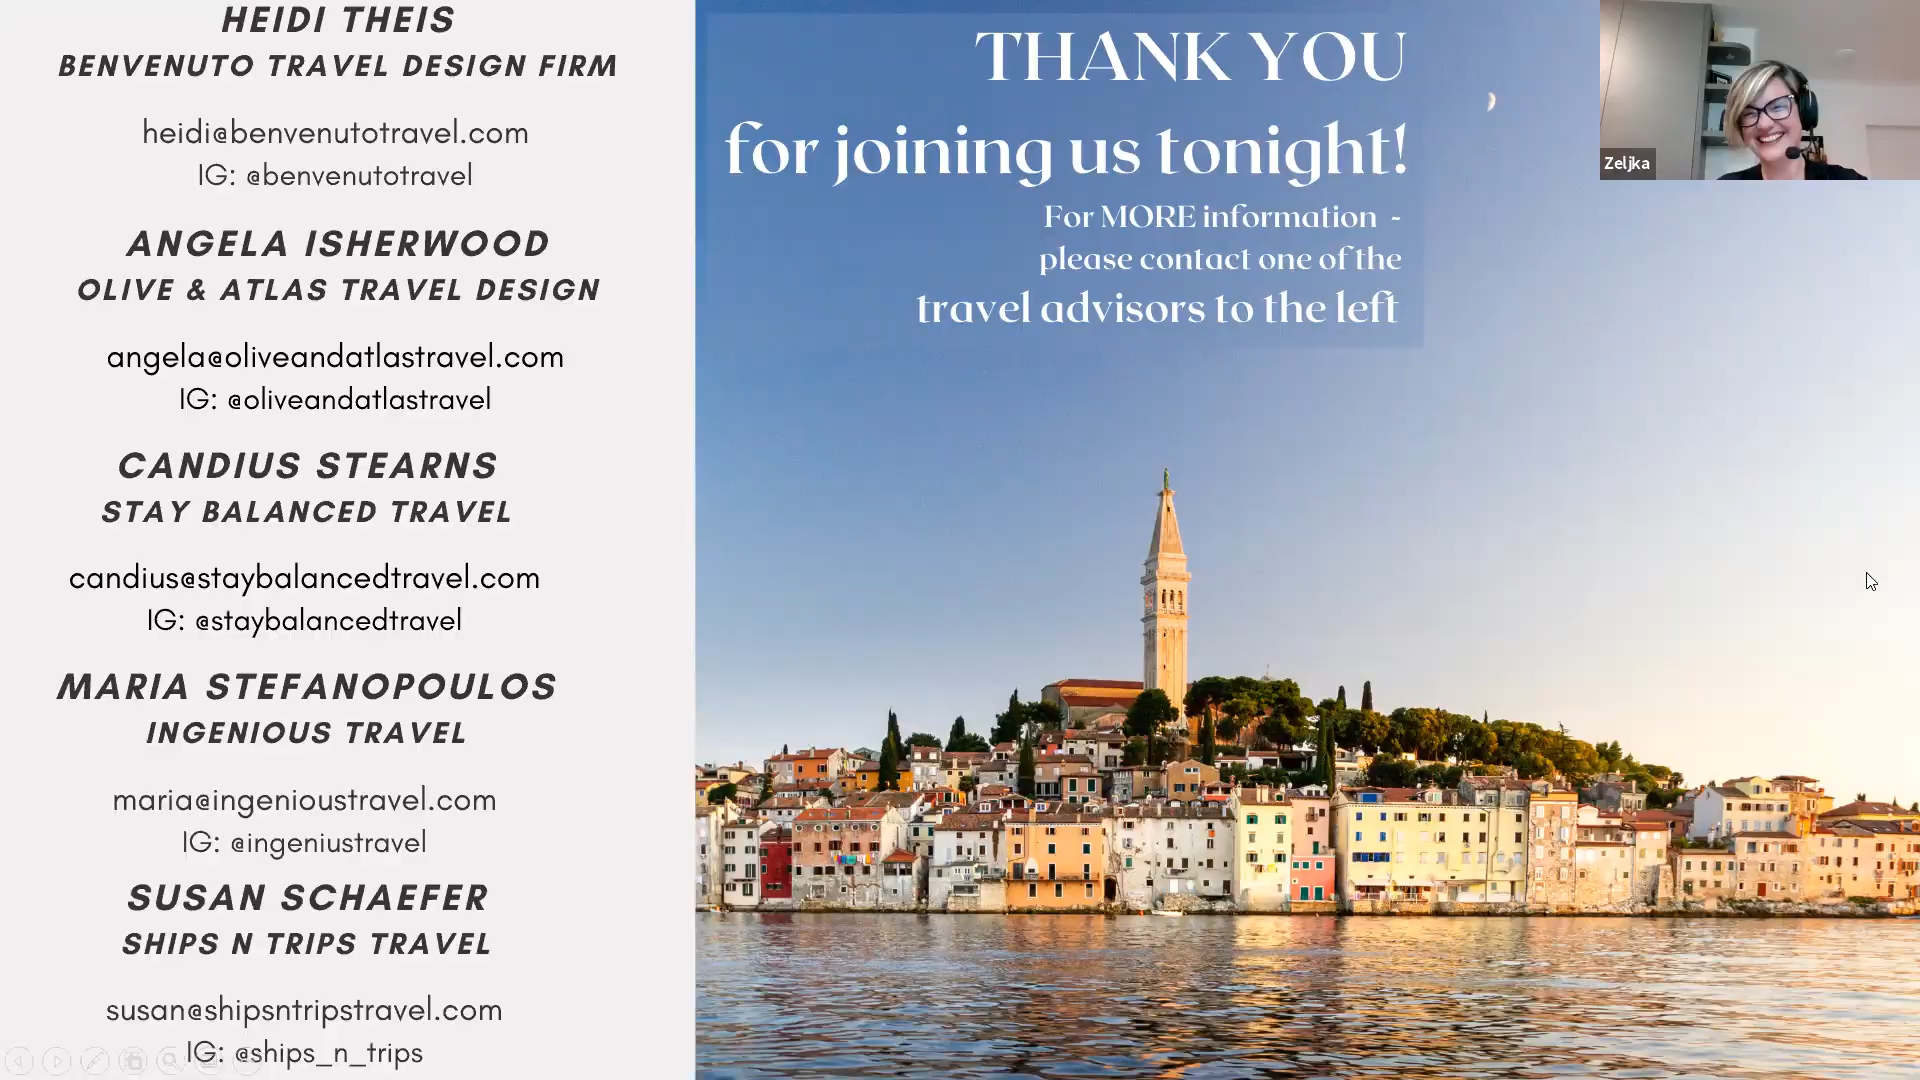 HEIDI THEIS
BENVENUTO TRAVEL DESIGN FIRM
heidi@benvenutotravel.com
IG: @benvenutotravel
ANGELA ISHERWOOD
OLIVE & ATLAS TRAVEL DESIGN
angela@oliveandatlastravel.com
IG: @oliveandatlastravel
CANDIUS STEARNS
STAY BALANCED TRAVEL
candius@staybalancedtravel.com
IG: @staybalancedtravel
MARIA STEFANOPOULOS
INGENIOUS TRAVEL
maria@ingenioustravel.com
IG: @ingeniustravel
SUSAN SCHAEFER
SHIPS N TRIPS TRAVEL
susan@shipsntripstravel.com
IG: @ships_n_trips
THANK YOU
for joining us tonight!
For MORE information -
please contact one of the
travel advisors to the left
Zeljka